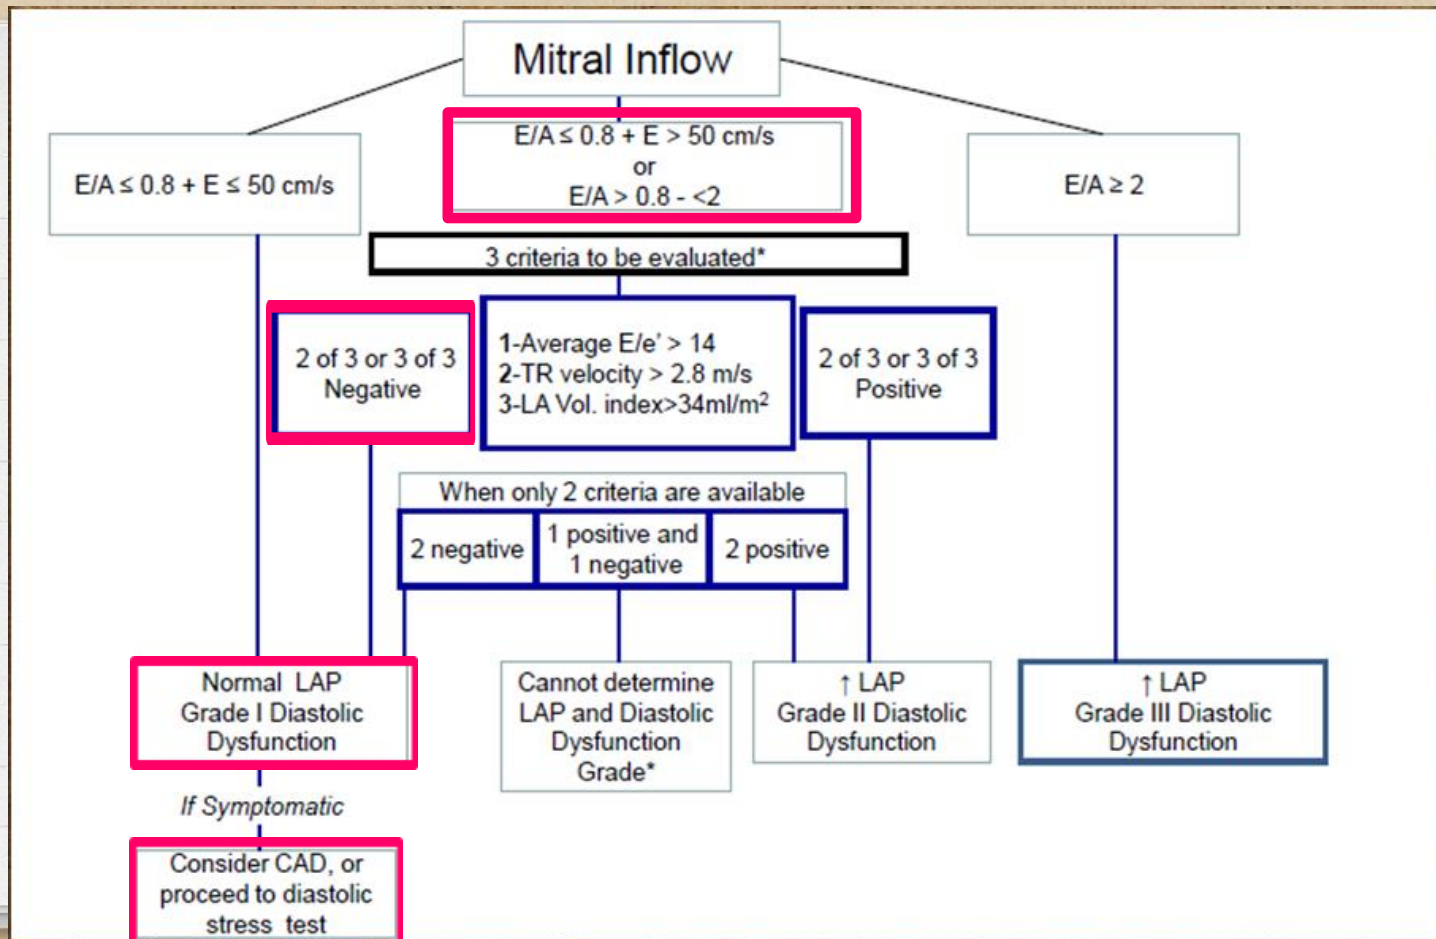 Mitral Inflow
E/A ≤ 0.8 + E ≤ 50 cm/s
E/A ≤ 0.8 + E > 50 cm/s
or
E/A > 0.8 - <2
E/A ≥ 2
3 criteria to be evaluated*
2 of 3 or 3 of 3
Negative
1-Average E/e' > 14
2-TR velocity > 2.8 m/s
3-LA Vol. index>34ml/m²
2 of 3 or 3 of 3
Positive
When only 2 criteria are available
2 negative
1 positive and
1 negative
2 positive
Normal LAP
Grade I Diastolic
Dysfunction
Cannot determine
LAP and Diastolic
Dysfunction
Grade*
↑ LAP
Grade II Diastolic
Dysfunction
↑ LAP
Grade III Diastolic
Dysfunction
If Symptomatic
Consider CAD, or
proceed to diastolic
stress test